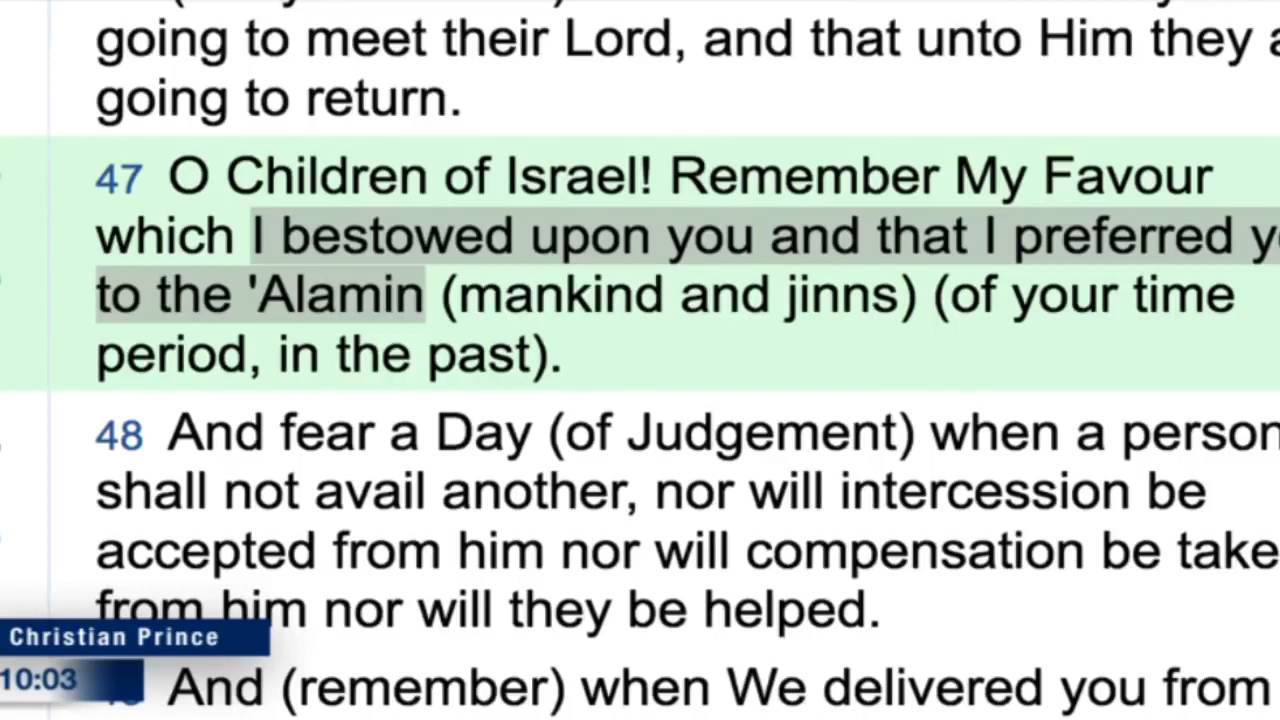 going to meet their Lord, and that unto Him they
going to return.
47 O Children of Israel! Remember My Favour
which I bestowed upon you and that I preferred
to the 'Alamin (mankind and jinns) (of your time
period, in the past).
48 And fear a Day (of Judgement) when a person
shall not avail another, nor will intercession be
accepted from him nor will compensation be take
from him nor will they be helped.
Christian Prince
10:03
And (remember) when We delivered you from